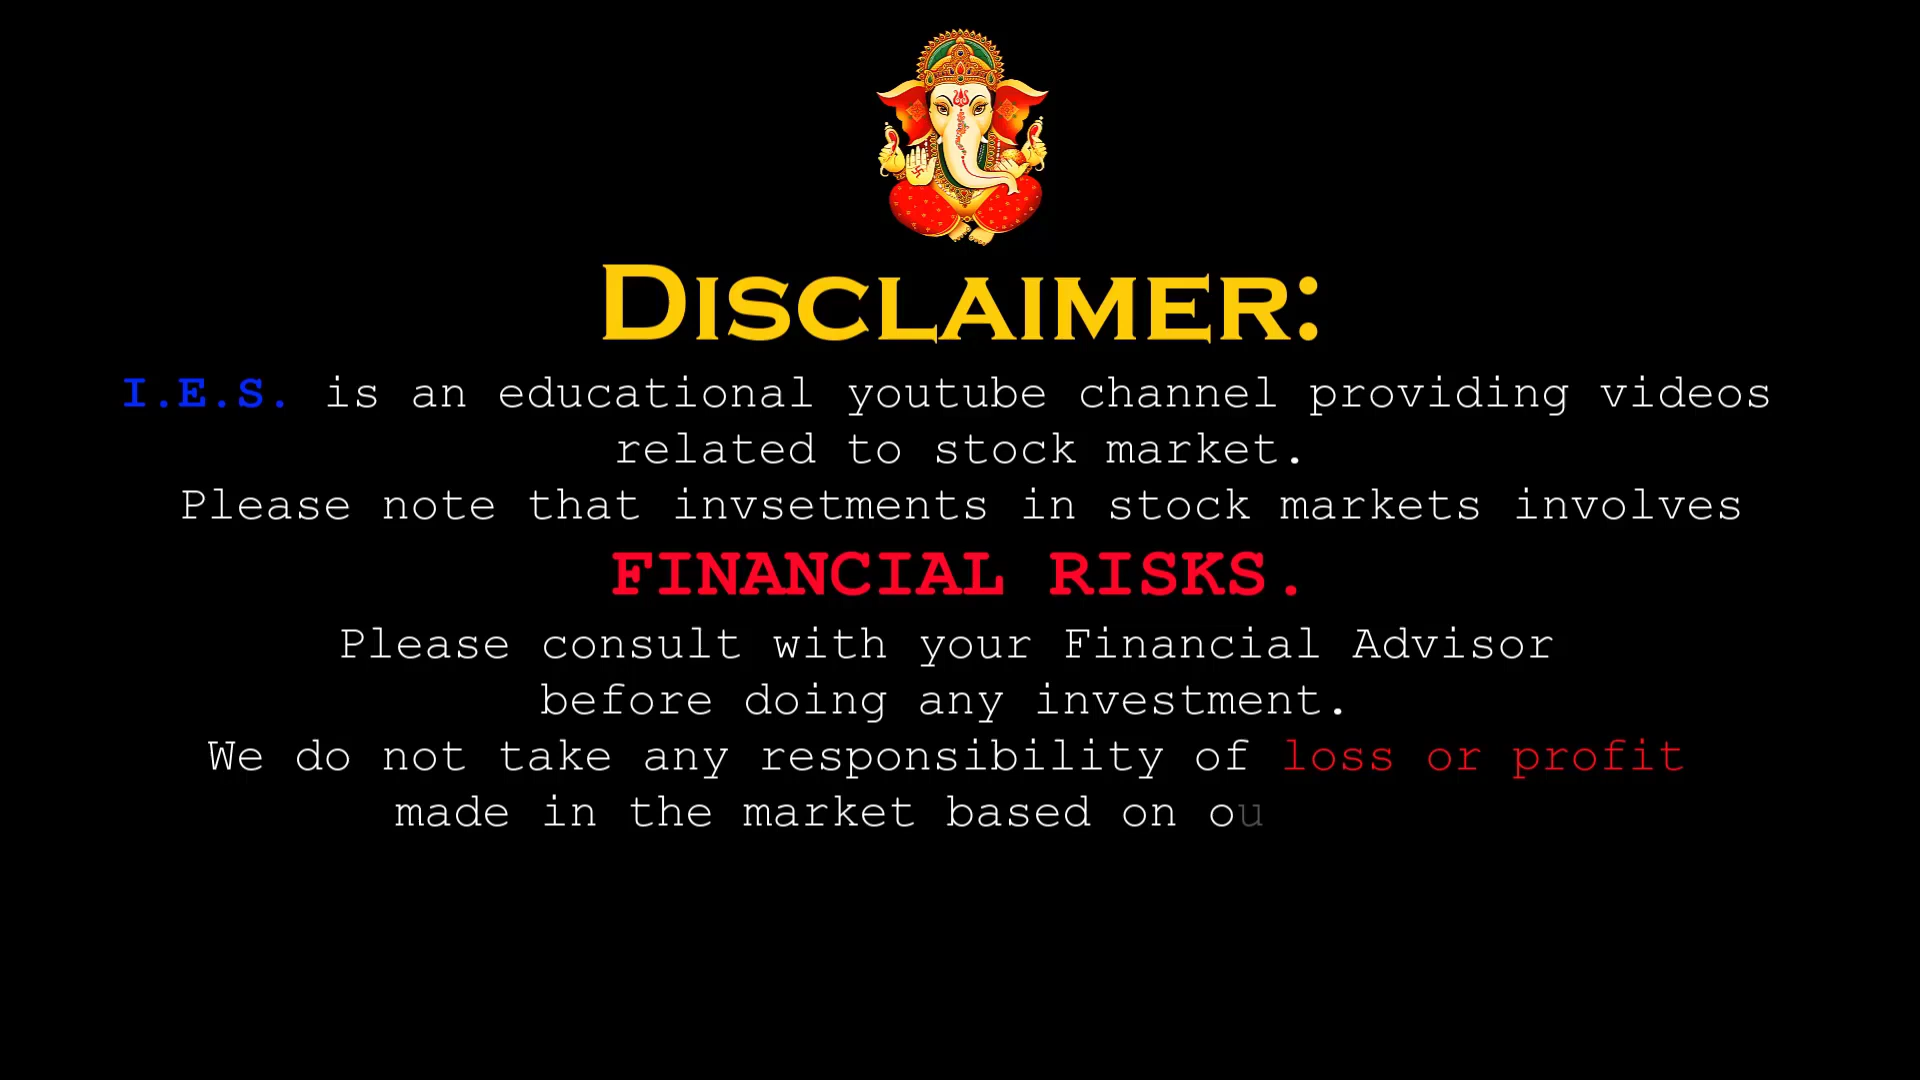 DISCLAIMER:
I.E.S. is an educational youtube channel providing videos
related to stock market.
Please note that invsetments in stock markets involves
FINANCIAL RISKS.
Please consult with your Financial Advisor
before doing any investment.
We do not take any responsibility of loss or profit
made in the market based on ou